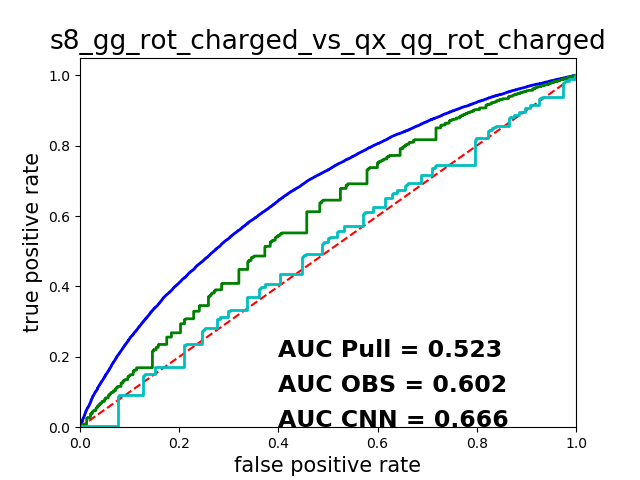 s8_gg_rot_charged_vs_qx_qg_rot_charged
1.0
0.8
0.6
0.4
0.2
0.0
true positive rate
AUC Pull = 0.523
AUC OBS = 0.602
AUC CNN = 0.666
0.0 0.2 0.4 0.6 0.8 1.0
false positive rate